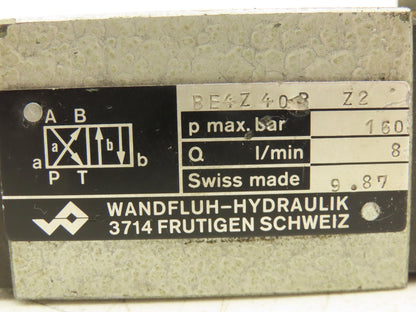 BE4Z 40-B Z2
A B
a a b b
P T
p max. bar 160
Q l/min 8
Swiss made 9.87
WANDFLUH-HYDRAULIK
3714 FRUTIGEN SCHWEIZ